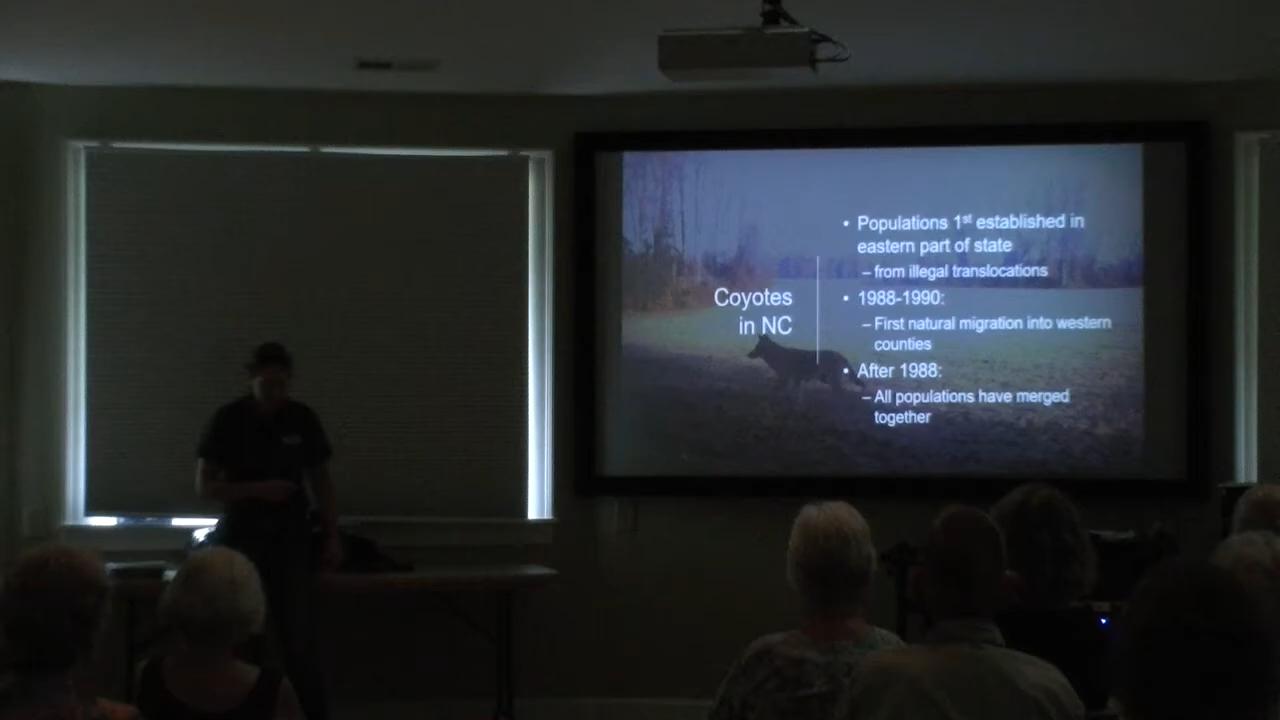 Coyotes
in NC
• Populations 1st established in
eastern part of state
– from illegal translocations
• 1988-1990:
– First natural migration into western
counties
• After 1988:
– All populations have merged
together